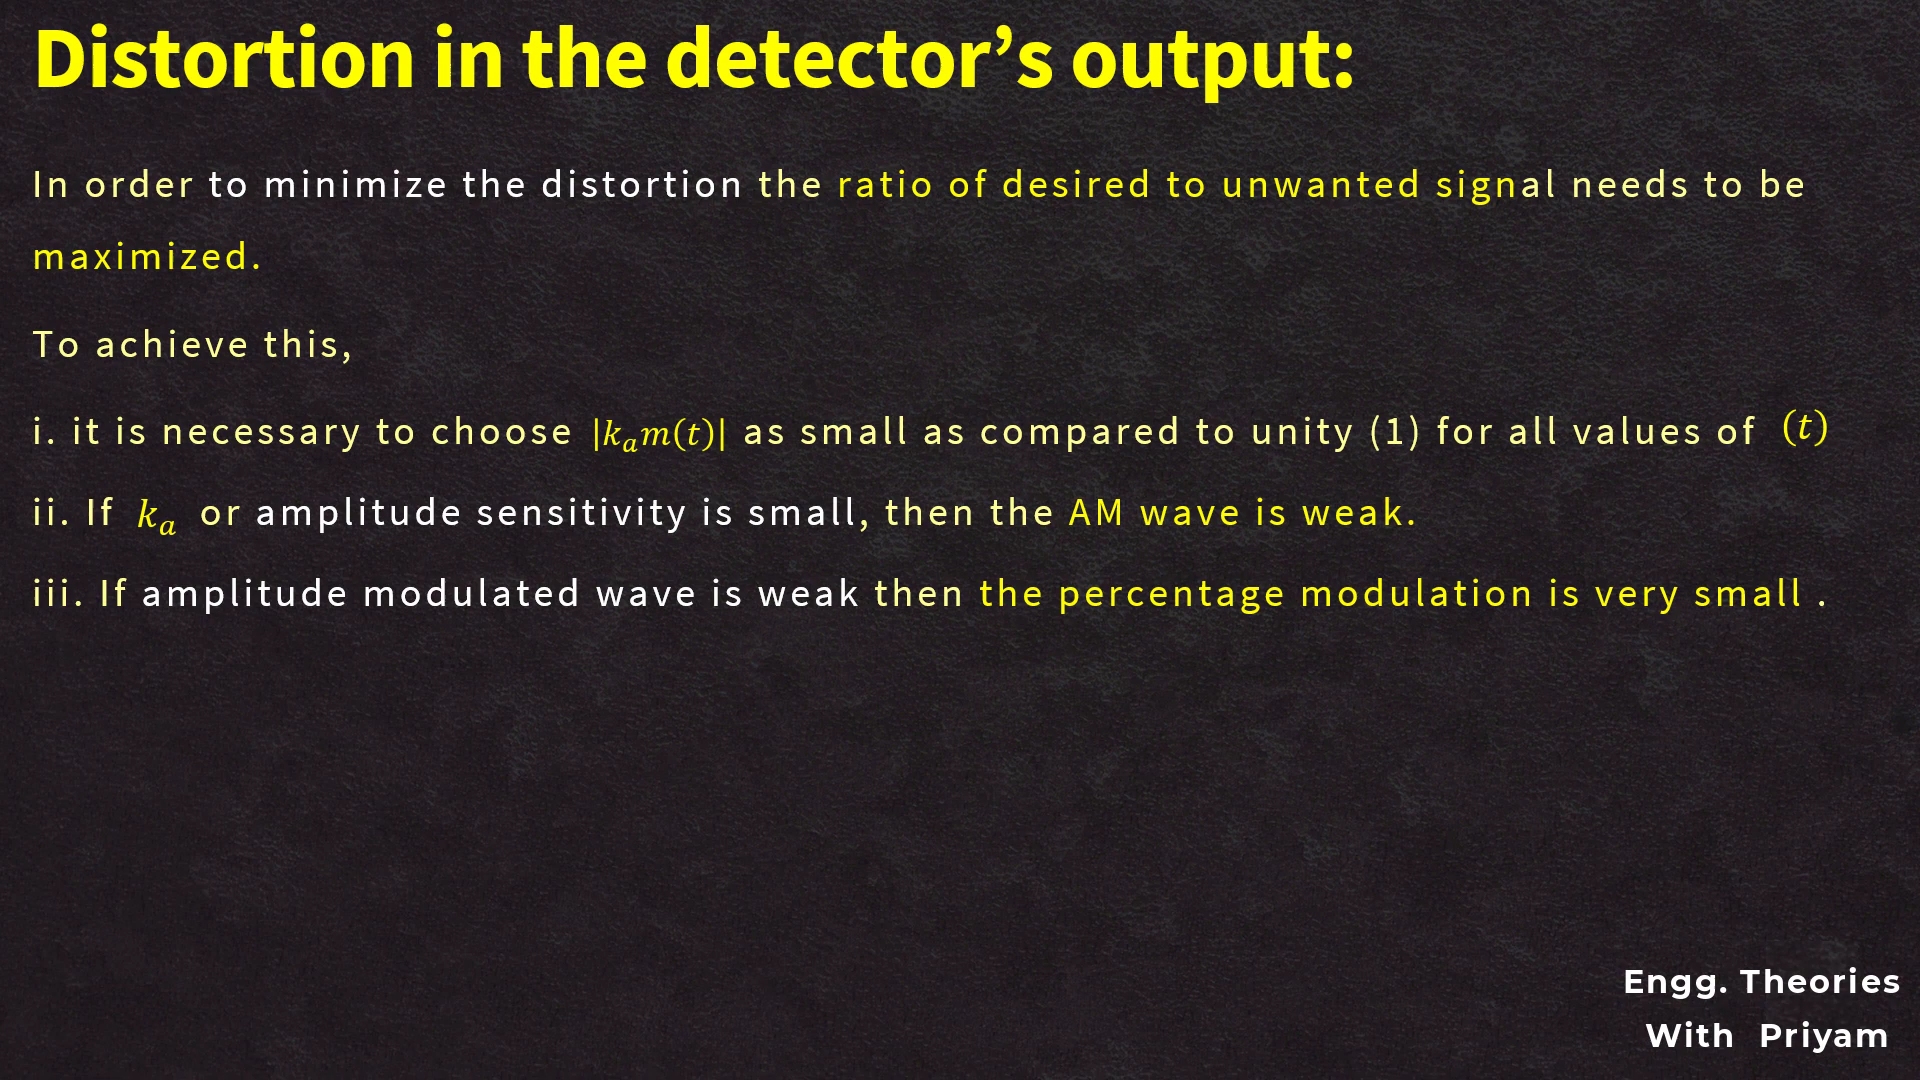 Distortion in the detector’s output:
In order to minimize the distortion the ratio of desired to unwanted signal needs to be
maximized.
To achieve this,
i. it is necessary to choose |kₐm(t)| as small as compared to unity (1) for all values of (t)
ii. If kₐ or amplitude sensitivity is small, then the AM wave is weak.
iii. If amplitude modulated wave is weak then the percentage modulation is very small .
Engg. Theories
With Priyam